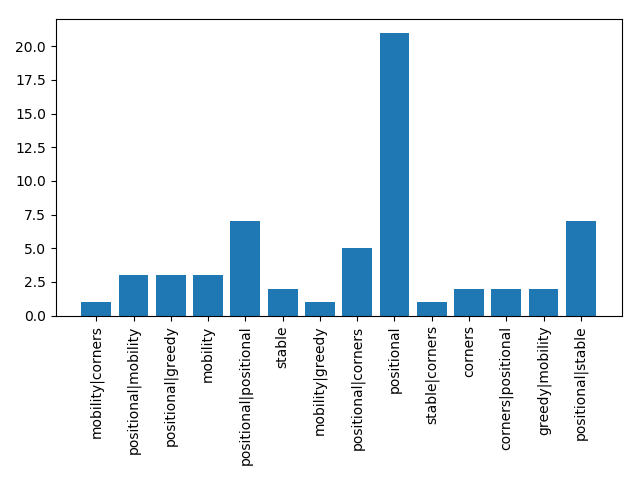 20.0
17.5
15.0
12.5
10.0
7.5
5.0
2.5
0.0
mobility|corners
positional|mobility
positional|greedy
mobility
positional|positional
stable
mobility|greedy
positional|corners
positional
stable|corners
corners
corners|positional
greedy|mobility
positional|stable